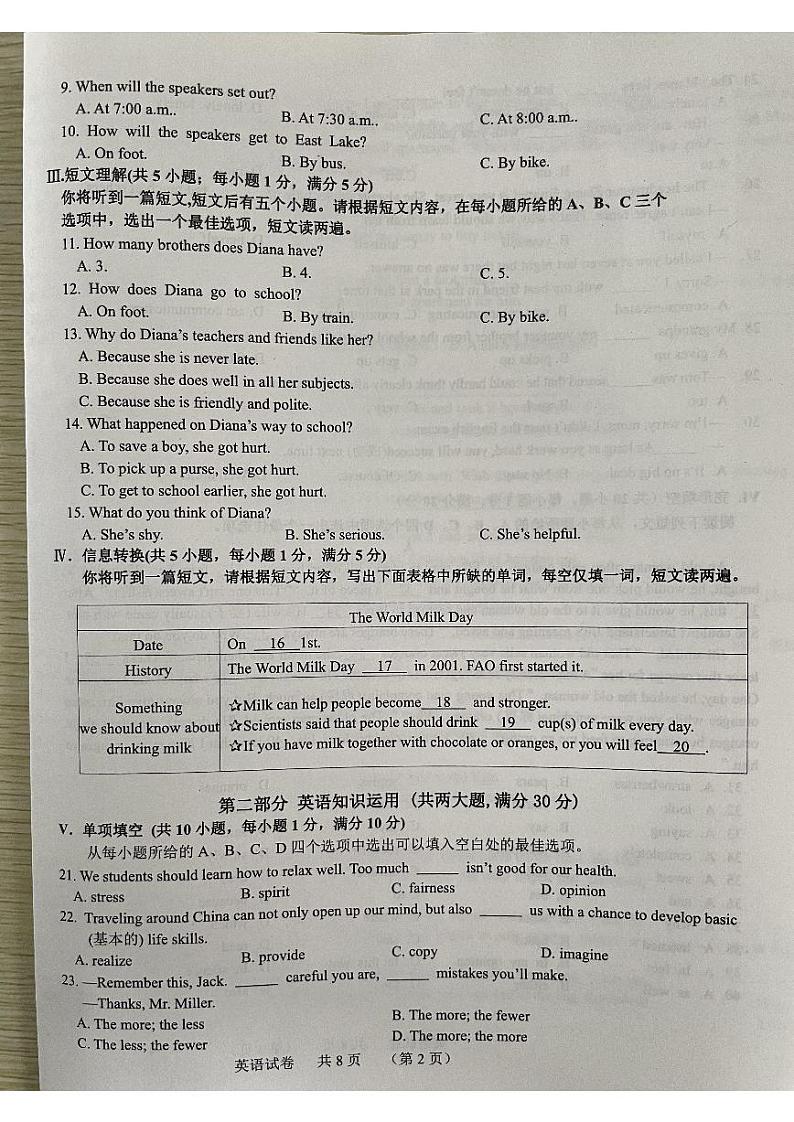 9. When will the speakers set out?
A. At 7:00 a.m.. B. At 7:30 a.m.. C. At 8:00 a.m..
10. How will the speakers get to East Lake?
A. On foot. B. By bus. C. By bike.
Ⅲ.短文理解(共 5 小题；每小题 1 分，满分 5 分)
你将听到一篇短文,短文后有五个小题。请根据短文内容，在每小题所给的 A、B、C 三个
选项中，选出一个最佳选项，短文读两遍。
11. How many brothers does Diana have?
A. 3. B. 4. C. 5.
12. How does Diana go to school?
A. On foot. B. By train. C. By bike.
13. Why do Diana's teachers and friends like her?
A. Because she is never late.
B. Because she does well in all her subjects.
C. Because she is friendly and polite.
14. What happened on Diana's way to school?
A. To save a boy, she got hurt.
B. To pick up a purse, she got hurt.
C. To get to school earlier, she got hurt.
15. What do you think of Diana?
A. She's shy. B. She's serious. C. She's helpful.
Ⅳ．信息转换(共 5 小题，每小题 1 分，满分 5 分)
你将听到一篇短文，请根据短文内容，写出下面表格中所缺的单词，每空仅填一词，短文读两遍。
The World Milk Day
Date On __16__ 1st.
History The World Milk Day __17__ in 2001. FAO first started it.
Something
we should know about
drinking milk
☆Milk can help people become __18__ and stronger.
☆Scientists said that people should drink __19__ cup(s) of milk every day.
☆If you have milk together with chocolate or oranges, or you will feel __20__.
第二部分 英语知识运用 (共两大题,满分 30 分)
Ⅴ．单项填空 (共 10 小题，每小题 1 分，满分 10 分)
从每小题所给的 A、B、C、D 四个选项中选出可以填入空白处的最佳选项。
21. We students should learn how to relax well. Too much ______ isn't good for our health.
A. stress B. spirit C. fairness D. opinion
22. Traveling around China can not only open up our mind, but also ______ us with a chance to develop basic
(基本的) life skills.
A. realize B. provide C. copy D. imagine
23. —Remember this, Jack. ______ careful you are, ______ mistakes you'll make.
—Thanks, Mr. Miller.
A. The more; the less B. The more; the fewer
C. The less; the fewer D. The more; the more
英语试卷 共 8 页 （第 2 页）